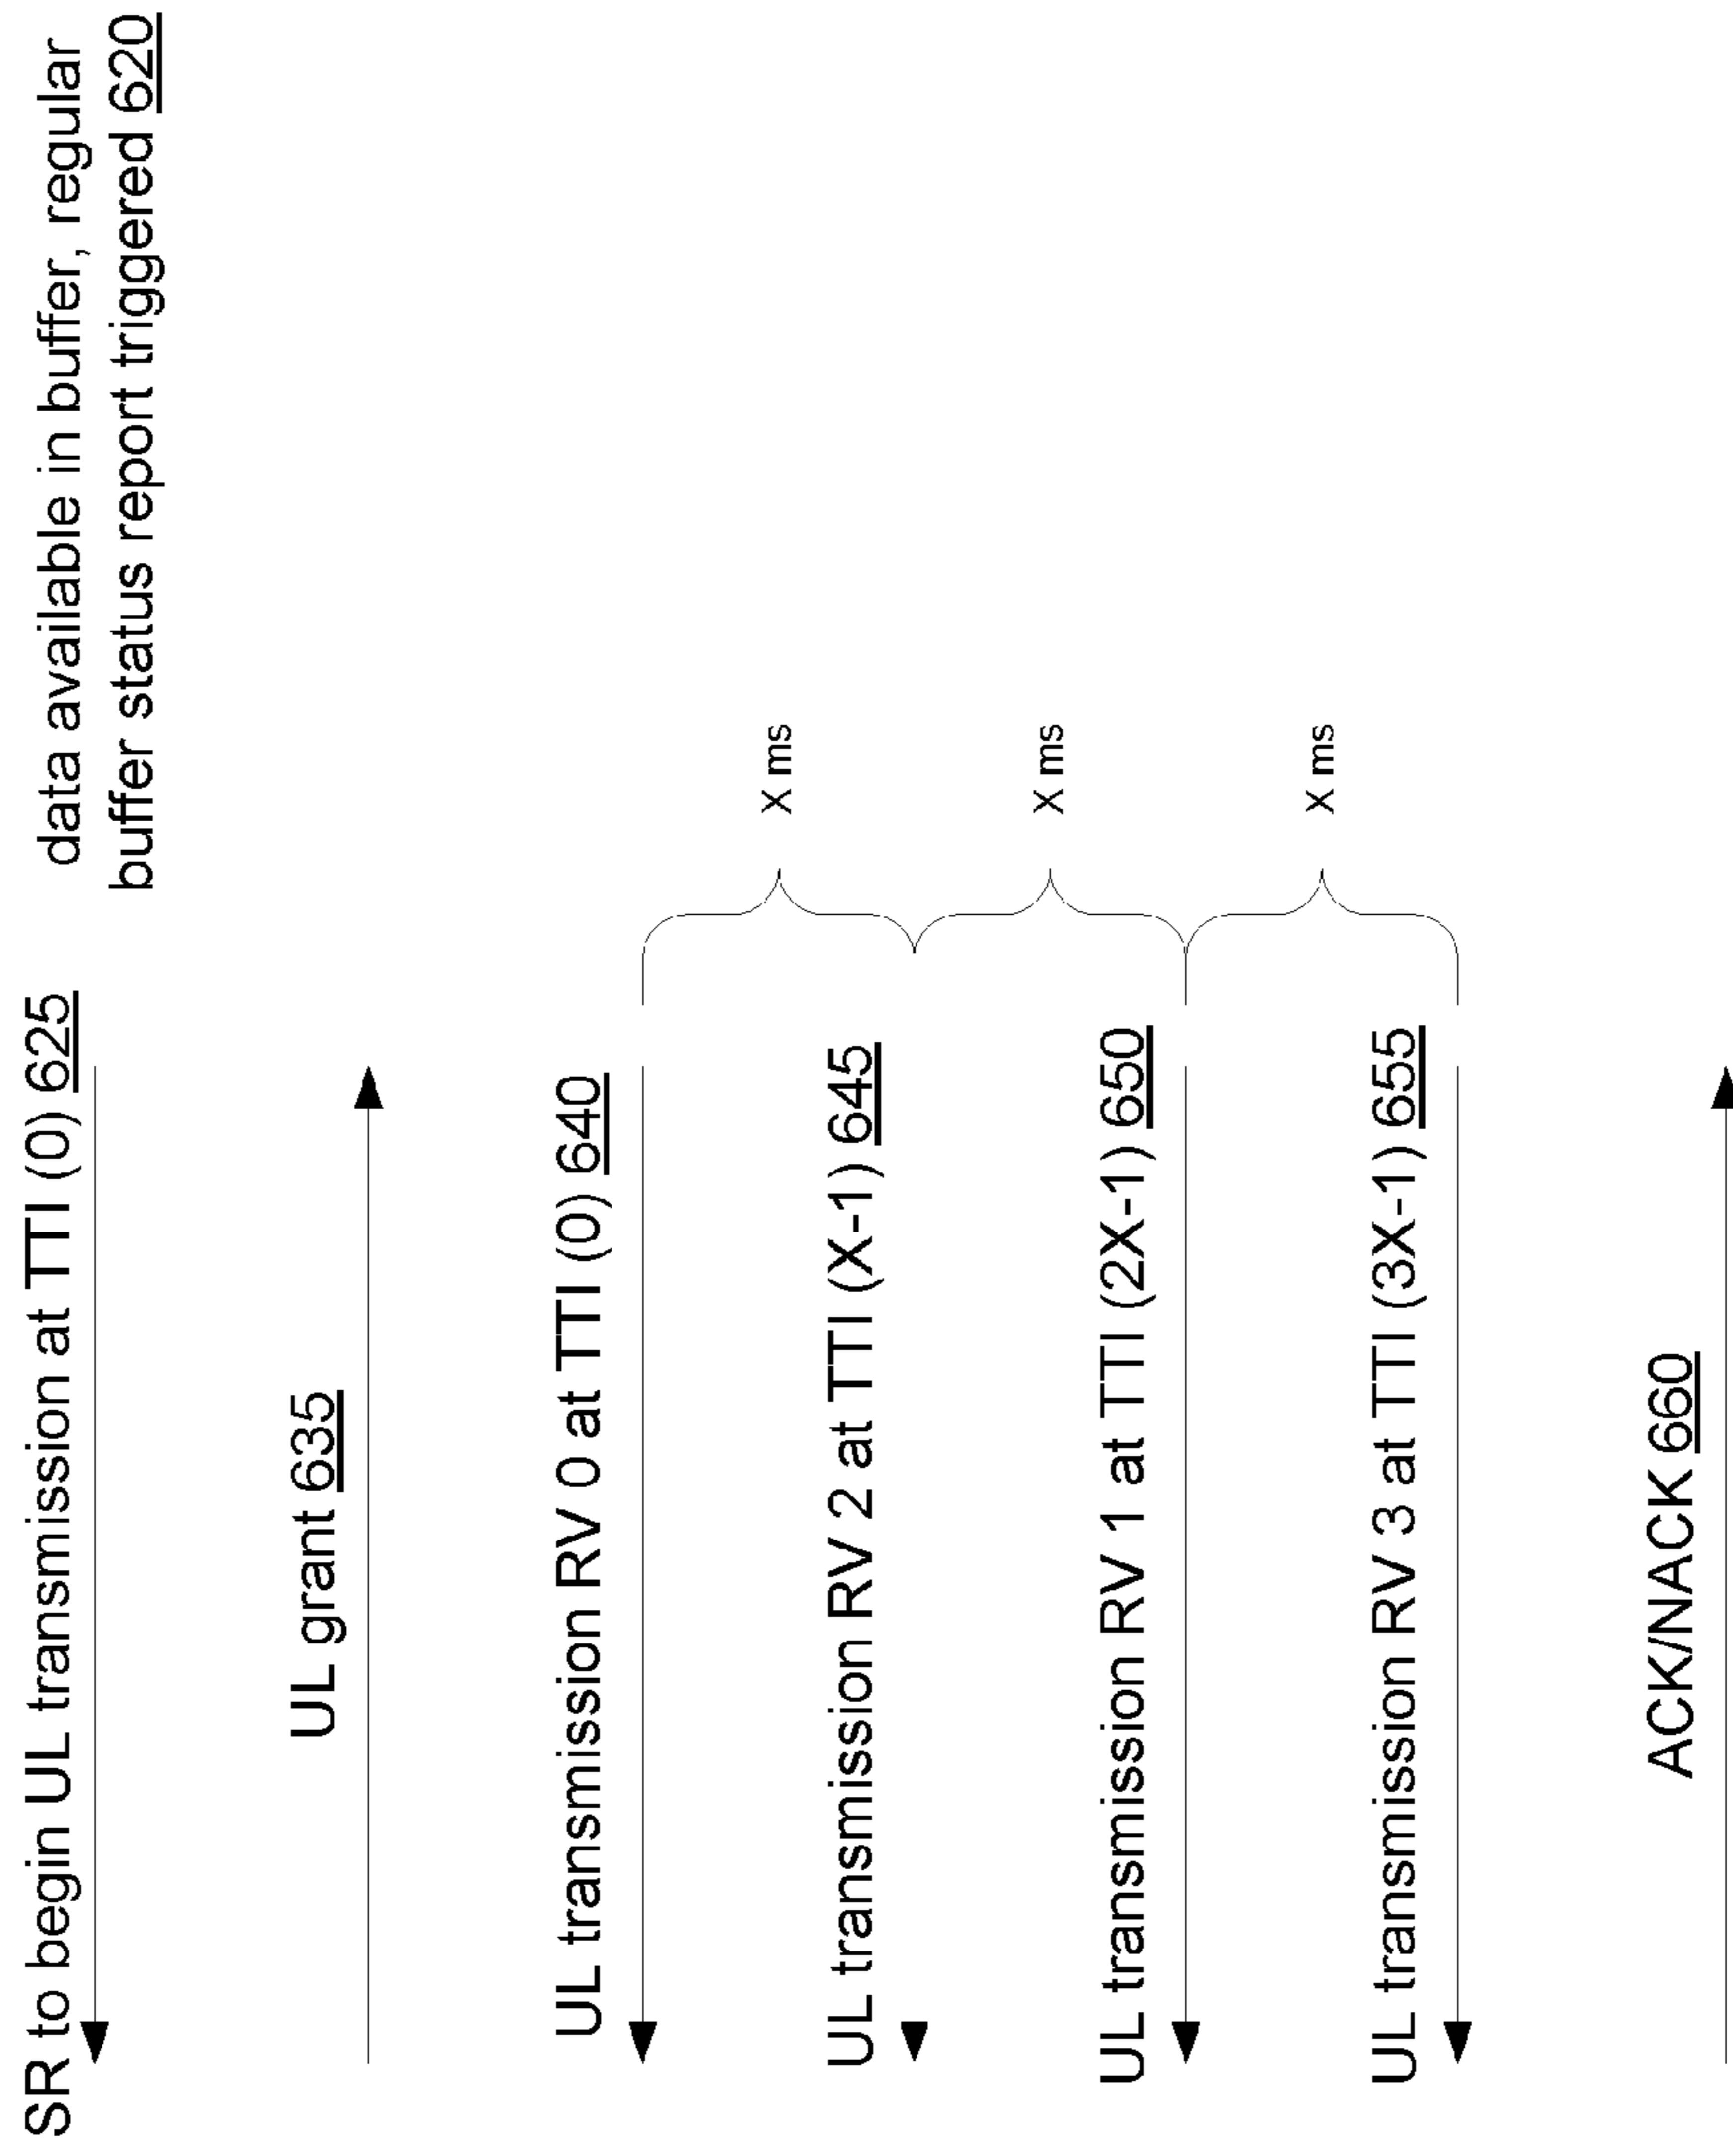 data available in buffer, regular
buffer status report triggered 620
SR to begin UL transmission at TTI (0) 625
UL grant 635
UL transmission RV 0 at TTI (0) 640
X ms
UL transmission RV 2 at TTI (X-1) 645
X ms
UL transmission RV 1 at TTI (2X-1) 650
X ms
UL transmission RV 3 at TTI (3X-1) 655
ACK/NACK 660